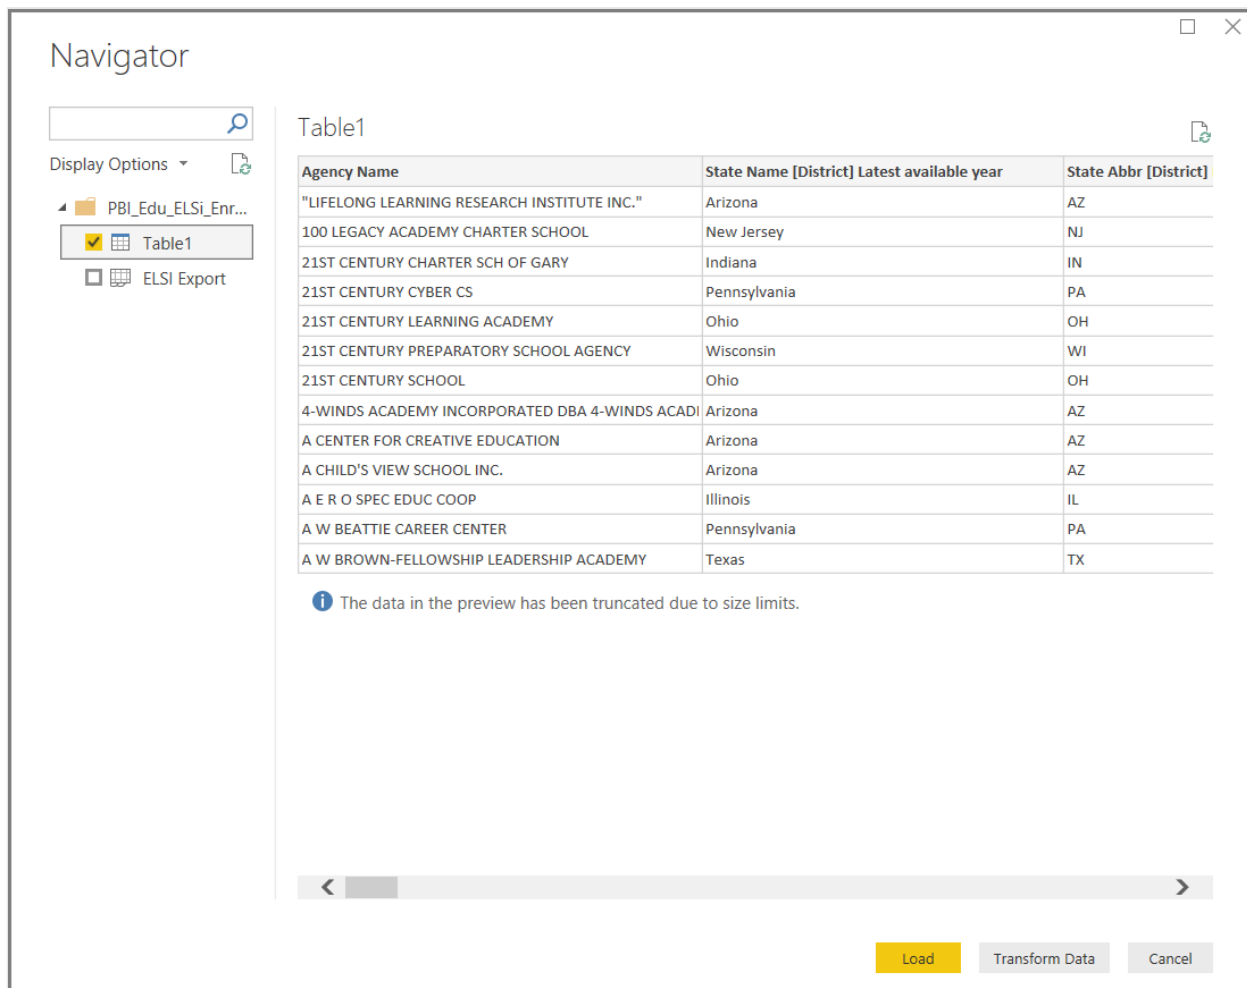 Navigator
Display Options
PBI_Edu_ELSi_Enr...
Table1
ELSI Export
Table1
Agency Name State Name [District] Latest available year State Abbr [District]
"LIFELONG LEARNING RESEARCH INSTITUTE INC." Arizona AZ
100 LEGACY ACADEMY CHARTER SCHOOL New Jersey NJ
21ST CENTURY CHARTER SCH OF GARY Indiana IN
21ST CENTURY CYBER CS Pennsylvania PA
21ST CENTURY LEARNING ACADEMY Ohio OH
21ST CENTURY PREPARATORY SCHOOL AGENCY Wisconsin WI
21ST CENTURY SCHOOL Ohio OH
4-WINDS ACADEMY INCORPORATED DBA 4-WINDS ACADI Arizona AZ
A CENTER FOR CREATIVE EDUCATION Arizona AZ
A CHILD'S VIEW SCHOOL INC. Arizona AZ
A E R O SPEC EDUC COOP Illinois IL
A W BEATTIE CAREER CENTER Pennsylvania PA
A W BROWN-FELLOWSHIP LEADERSHIP ACADEMY Texas TX
The data in the preview has been truncated due to size limits.
Load Transform Data Cancel